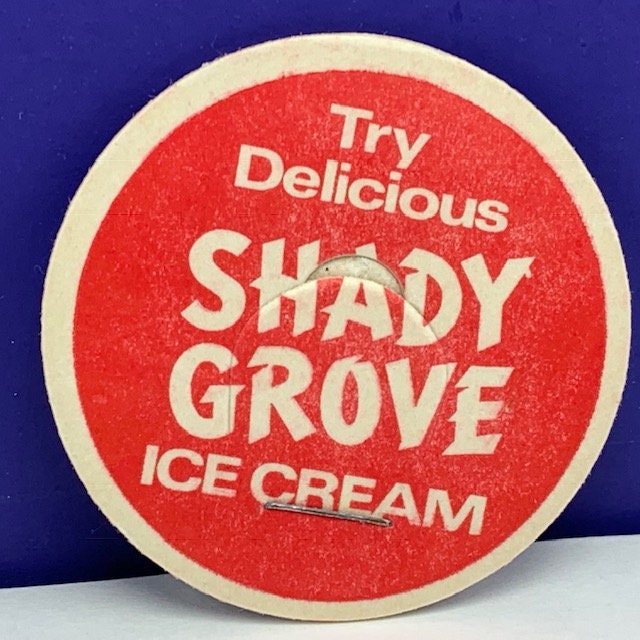 Try
Delicious
SHADY
GROVE
ICE CREAM